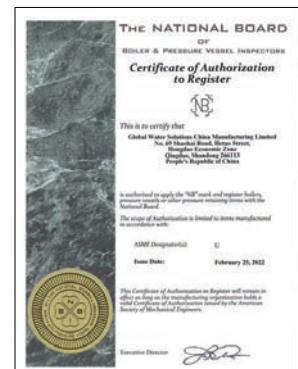 THE NATIONAL BOARD
OF
BOILER & PRESSURE VESSEL INSPECTORS
Certificate of Authorization
to Register
NB
This is to certify that
Global Water Solutions China Manufacturing Limited
No. 69 Shaohai Road, Hetao Street,
Hongdao Economic Zone
Qingdao, Shandong 266113
People's Republic of China
is authorized to apply the "NB" mark and register boilers,
pressure vessels or other pressure retaining items with the
National Board.
The scope of Authorization is limited to items manufactured
in accordance with:
ASME Designator(s): U
Issue Date: February 25, 2022
This Certificate of Authorization to Register will remain in
effect as long as the manufacturing organization holds a
valid Certificate of Authorization issued by the American
Society of Mechanical Engineers.
Executive Director